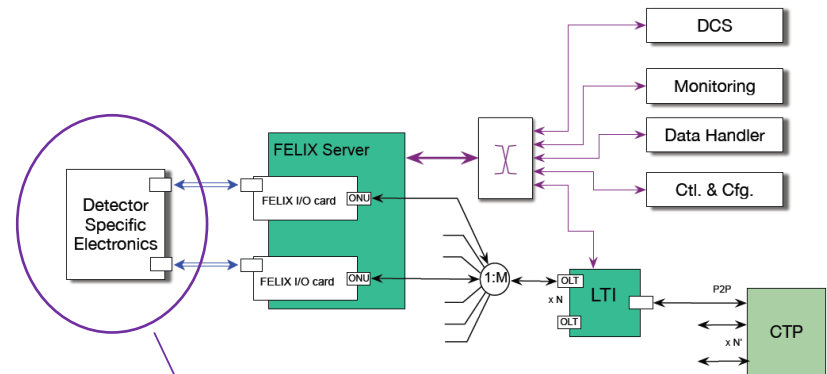 DCS
Monitoring
Data Handler
Ctl. & Cfg.
FELIX Server
FELIX I/O card
ONU
FELIX I/O card
ONU
Detector
Specific
Electronics
1:M
OLT
x N
OLT
LTI
P2P
x N'
CTP